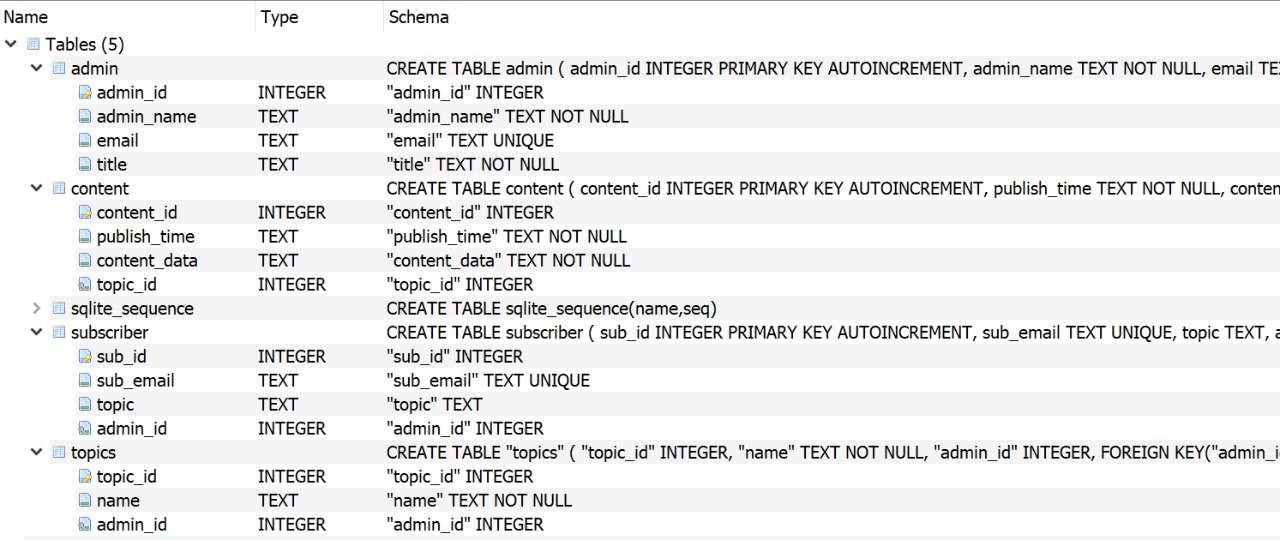 Name Type Schema
Tables (5)
admin CREATE TABLE admin ( admin_id INTEGER PRIMARY KEY AUTOINCREMENT, admin_name TEXT NOT NULL, email TE
admin_id INTEGER "admin_id" INTEGER
admin_name TEXT "admin_name" TEXT NOT NULL
email TEXT "email" TEXT UNIQUE
title TEXT "title" TEXT NOT NULL
content CREATE TABLE content ( content_id INTEGER PRIMARY KEY AUTOINCREMENT, publish_time TEXT NOT NULL, conten
content_id INTEGER "content_id" INTEGER
publish_time TEXT "publish_time" TEXT NOT NULL
content_data TEXT "content_data" TEXT NOT NULL
topic_id INTEGER "topic_id" INTEGER
sqlite_sequence CREATE TABLE sqlite_sequence(name,seq)
subscriber CREATE TABLE subscriber ( sub_id INTEGER PRIMARY KEY AUTOINCREMENT, sub_email TEXT UNIQUE, topic TEXT, a
sub_id INTEGER "sub_id" INTEGER
sub_email TEXT "sub_email" TEXT UNIQUE
topic TEXT "topic" TEXT
admin_id INTEGER "admin_id" INTEGER
topics CREATE TABLE "topics" ( "topic_id" INTEGER, "name" TEXT NOT NULL, "admin_id" INTEGER, FOREIGN KEY("admin_i
topic_id INTEGER "topic_id" INTEGER
name TEXT "name" TEXT NOT NULL
admin_id INTEGER "admin_id" INTEGER